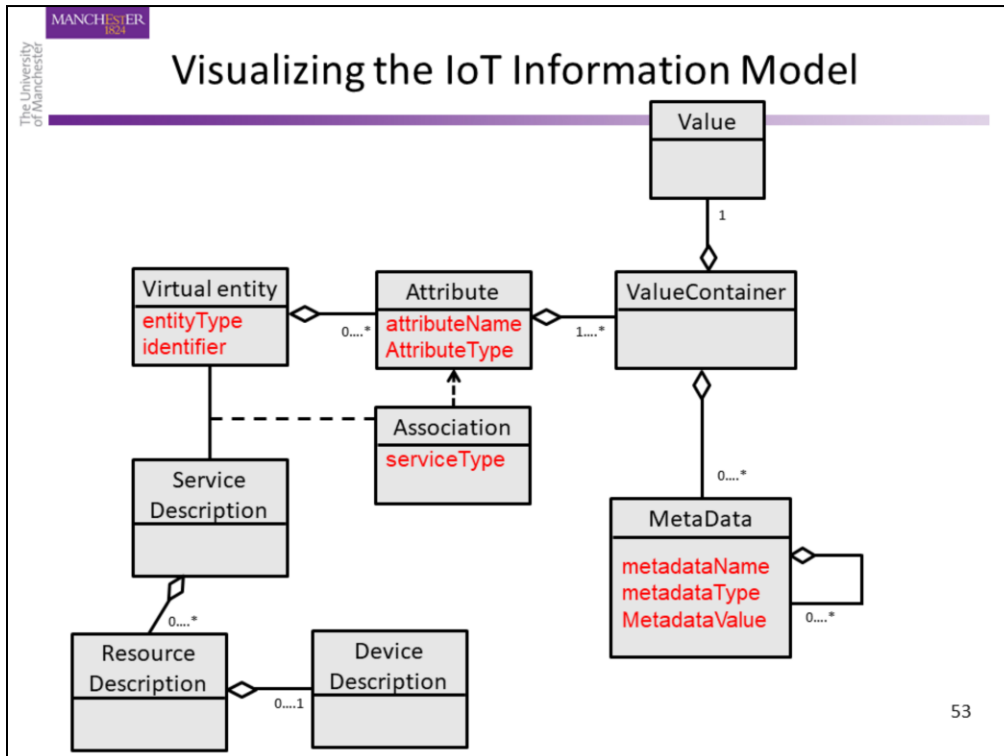 MANCHESTER
1824
The University
of Manchester
Visualizing the IoT Information Model
Value
1
Virtual entity
entityType
identifier
0....*
Attribute
attributeName
AttributeType
1....*
ValueContainer
Association
serviceType
0....*
Service
Description
MetaData
metadataName
metadataType
MetadataValue
0....*
0....*
Resource
Description
0....1
Device
Description
53